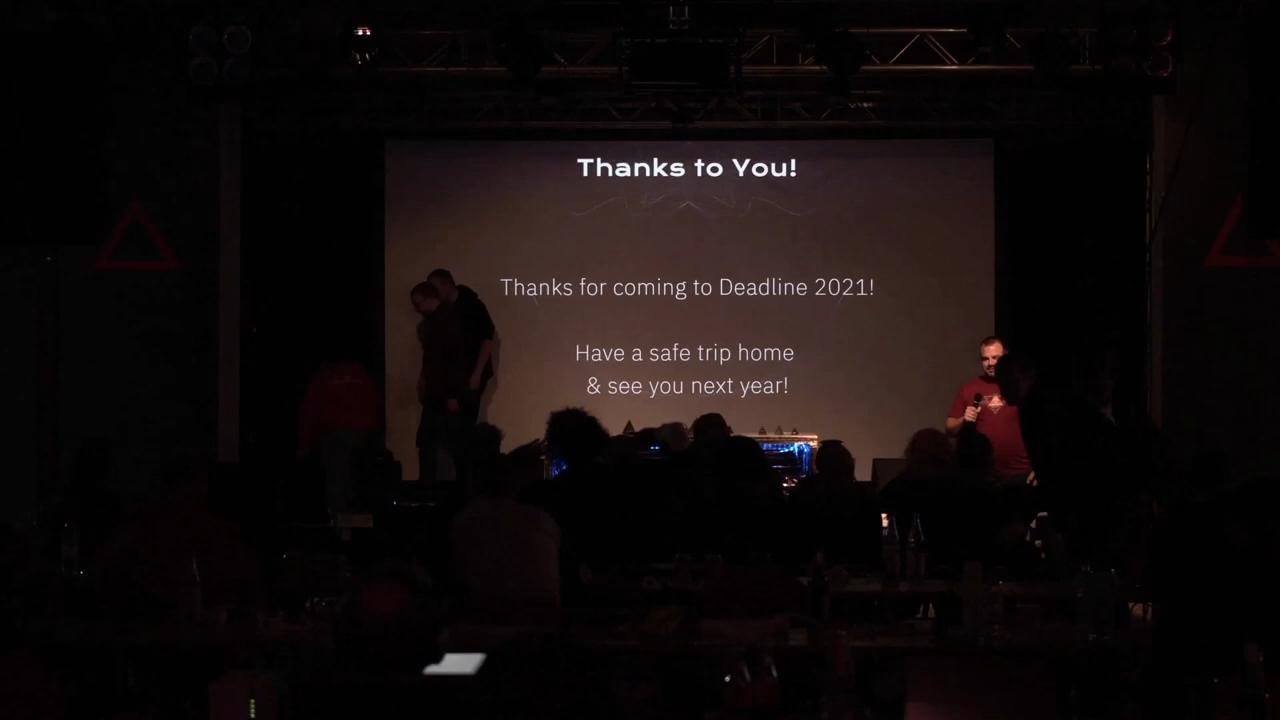 Thanks to You!
Thanks for coming to Deadline 2021!
Have a safe trip home
& see you next year!